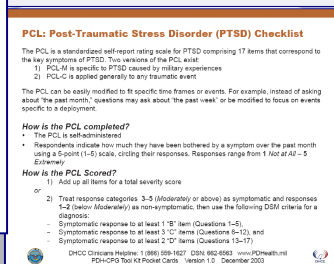 PCL: Post-Traumatic Stress Disorder (PTSD) Checklist
The PCL is a standardized self-report rating scale for PTSD comprising 17 items that correspond to
the key symptoms of PTSD. Two versions of the PCL exist:
1) PCL-M is specific to PTSD caused by military experiences
2) PCL-C is applied generally to any traumatic event
The PCL can be easily modified to fit specific time frames or events. For example, instead of asking
about "the past month," questions may ask about "the past week" or be modified to focus on events
specific to a deployment.
How is the PCL completed?
• The PCL is self-administered
• Respondents indicate how much they have been bothered by a symptom over the past month
using a 5-point (1–5) scale, circling their responses. Responses range from 1 Not at All – 5
Extremely
How is the PCL Scored?
1) Add up all items for a total severity score
or
2) Treat response categories 3–5 (Moderately or above) as symptomatic and responses
1–2 (below Moderately) as non-symptomatic, then use the following DSM criteria for a
diagnosis:
- Symptomatic response to at least 1 "B" item (Questions 1–5),
- Symptomatic response to at least 3 "C" items (Questions 6–12), and
- Symptomatic response to at least 2 "D" items (Questions 13–17)
DHCC Clinicians Helpline: 1 (866) 559-1627 DSN: 662-6563 www.PDHealth.mil
PDH-CPG Tool Kit Pocket Cards Version 1.0 December 2003